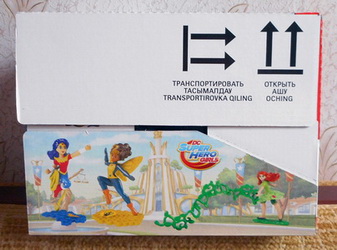 ТРАНСПОРТИРОВАТЬ
ТАСЫМАЛДАУ
TRANSPORTIROVKA QILING
ОТКРЫТЬ
АШУ
OCHING
DC
SUPER
HERO
GIRLS